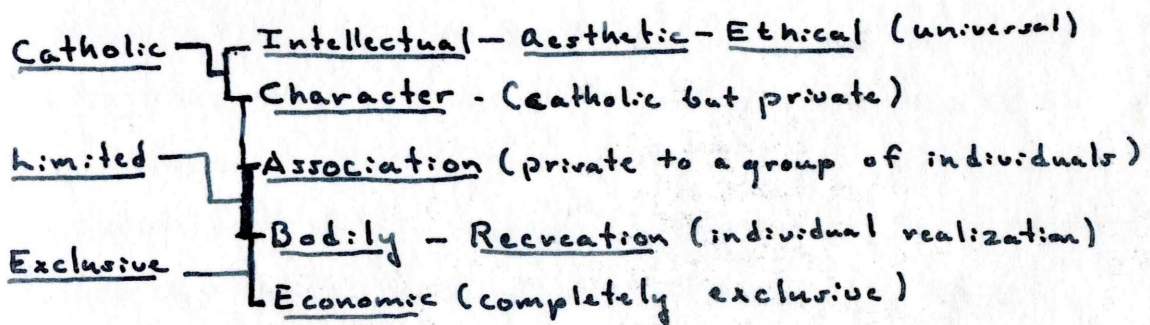 Catholic Intellectual - Aesthetic - Ethical (universal)
Character - (catholic but private)
Limited Association (private to a group of individuals)
Bodily - Recreation (individual realization)
Exclusive
Economic (completely exclusive)